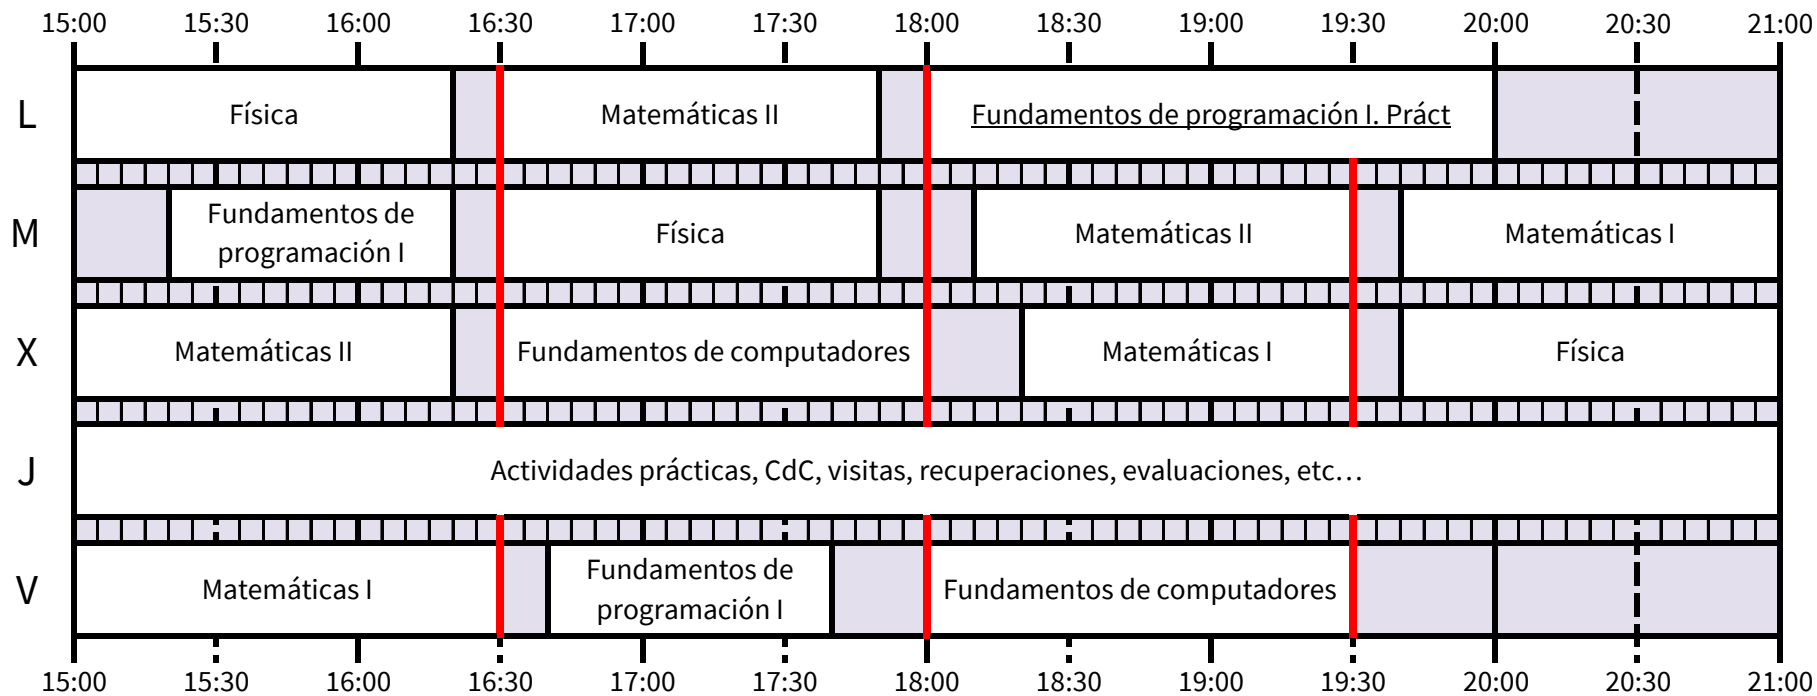 15:00 15:30 16:00 16:30 17:00 17:30 18:00 18:30 19:00 19:30 20:00 20:30 21:00
L Física Matemáticas II Fundamentos de programación I. Práct
M Fundamentos de
programación I Física Matemáticas II Matemáticas I
X Matemáticas II Fundamentos de computadores Matemáticas I Física
J Actividades prácticas, CdC, visitas, recuperaciones, evaluaciones, etc…
V Matemáticas I Fundamentos de
programación I Fundamentos de computadores
15:00 15:30 16:00 16:30 17:00 17:30 18:00 18:30 19:00 19:30 20:00 20:30 21:00